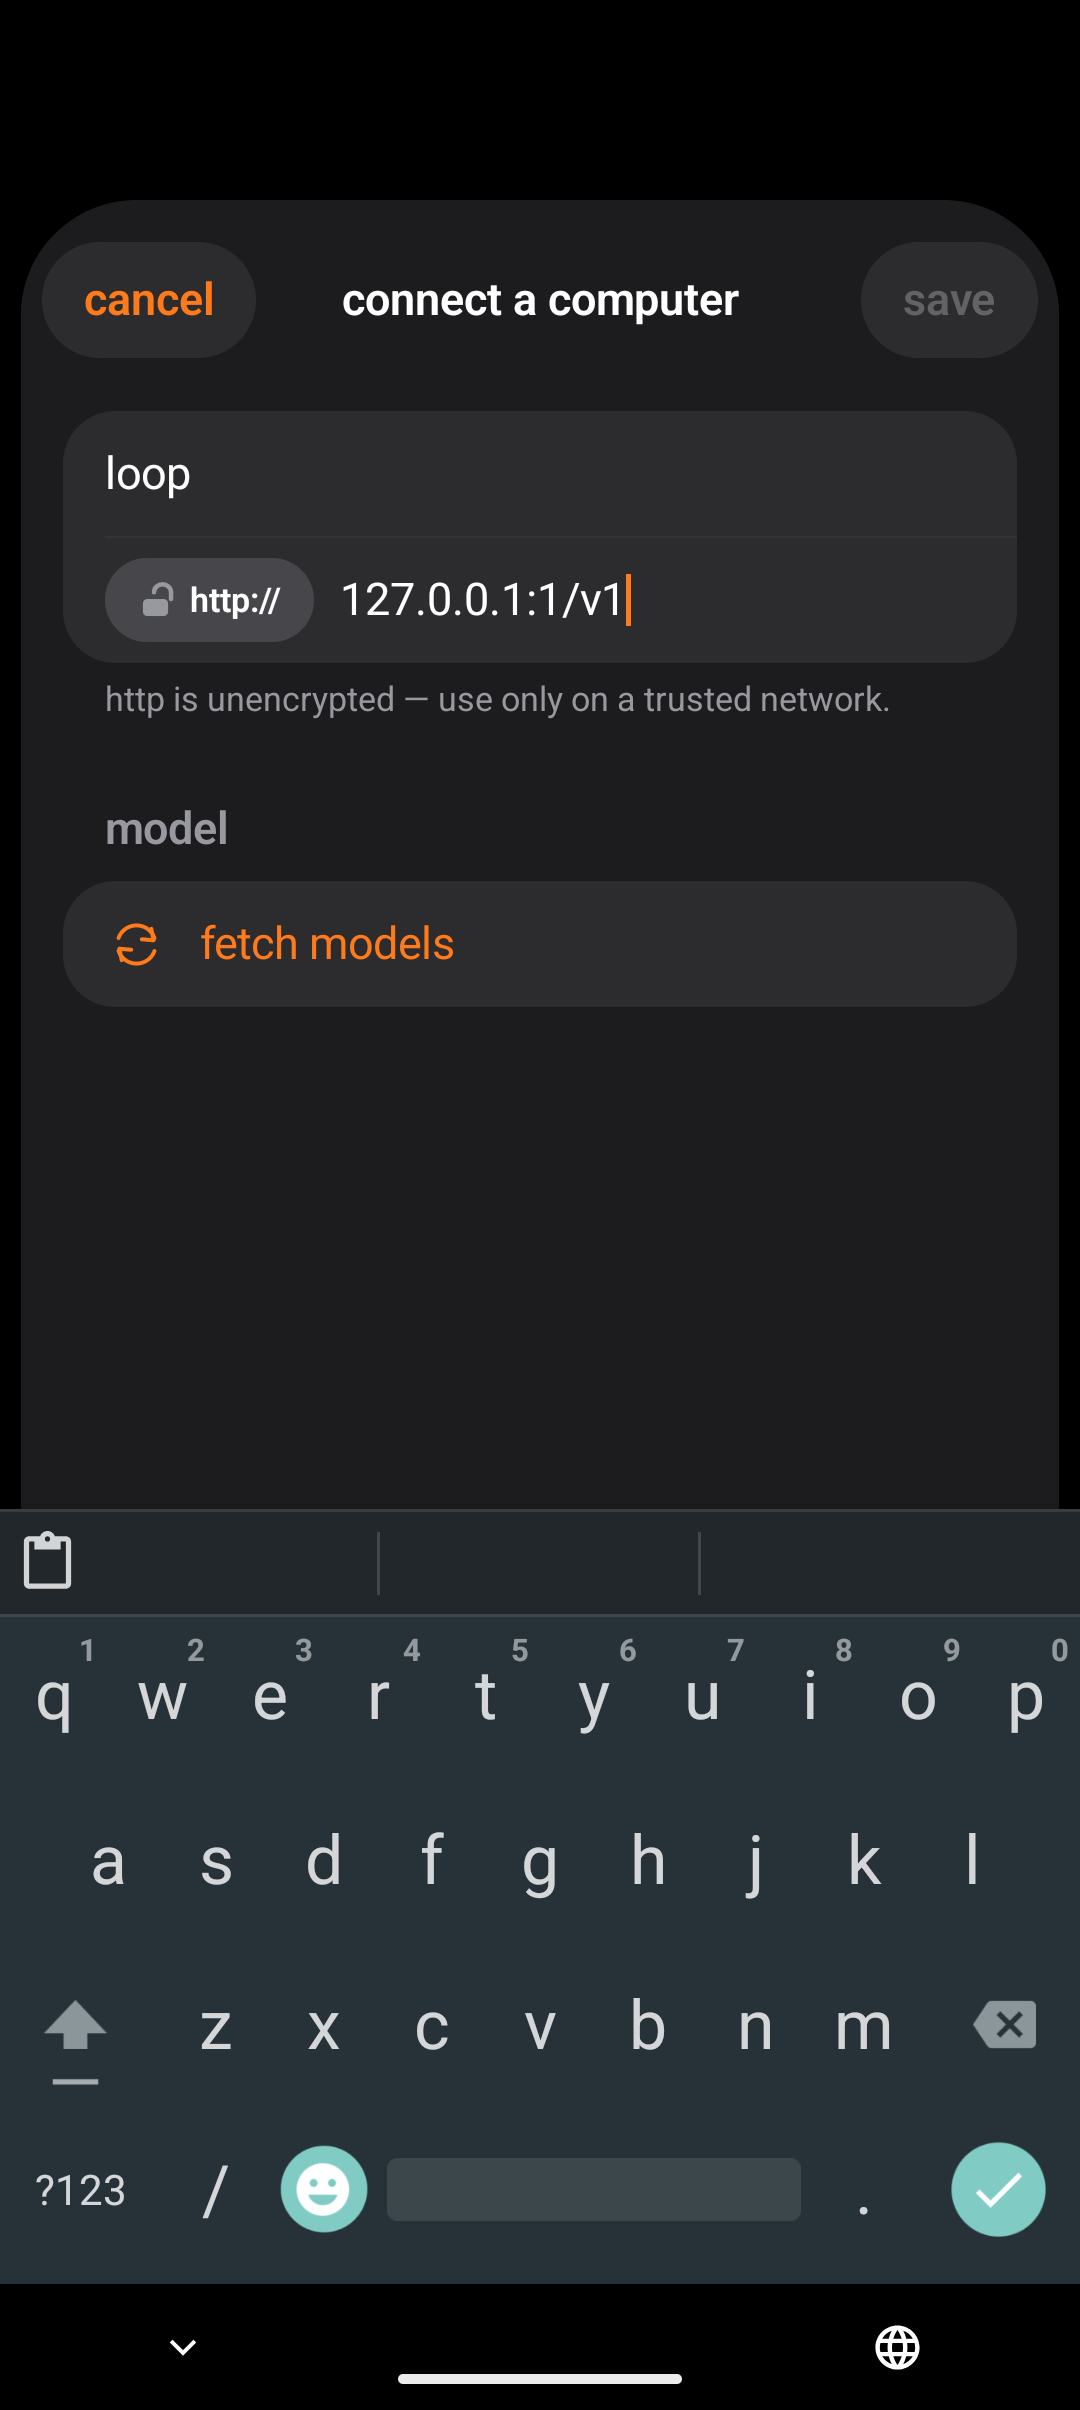 cancel
connect a computer
save
loop
http://
127.0.0.1:1/v1
http is unencrypted — use only on a trusted network.
model
fetch models
1 2 3 4 5 6 7 8 9 0
q w e r t y u i o p
a s d f g h j k l
z x c v b n m
?123 / .